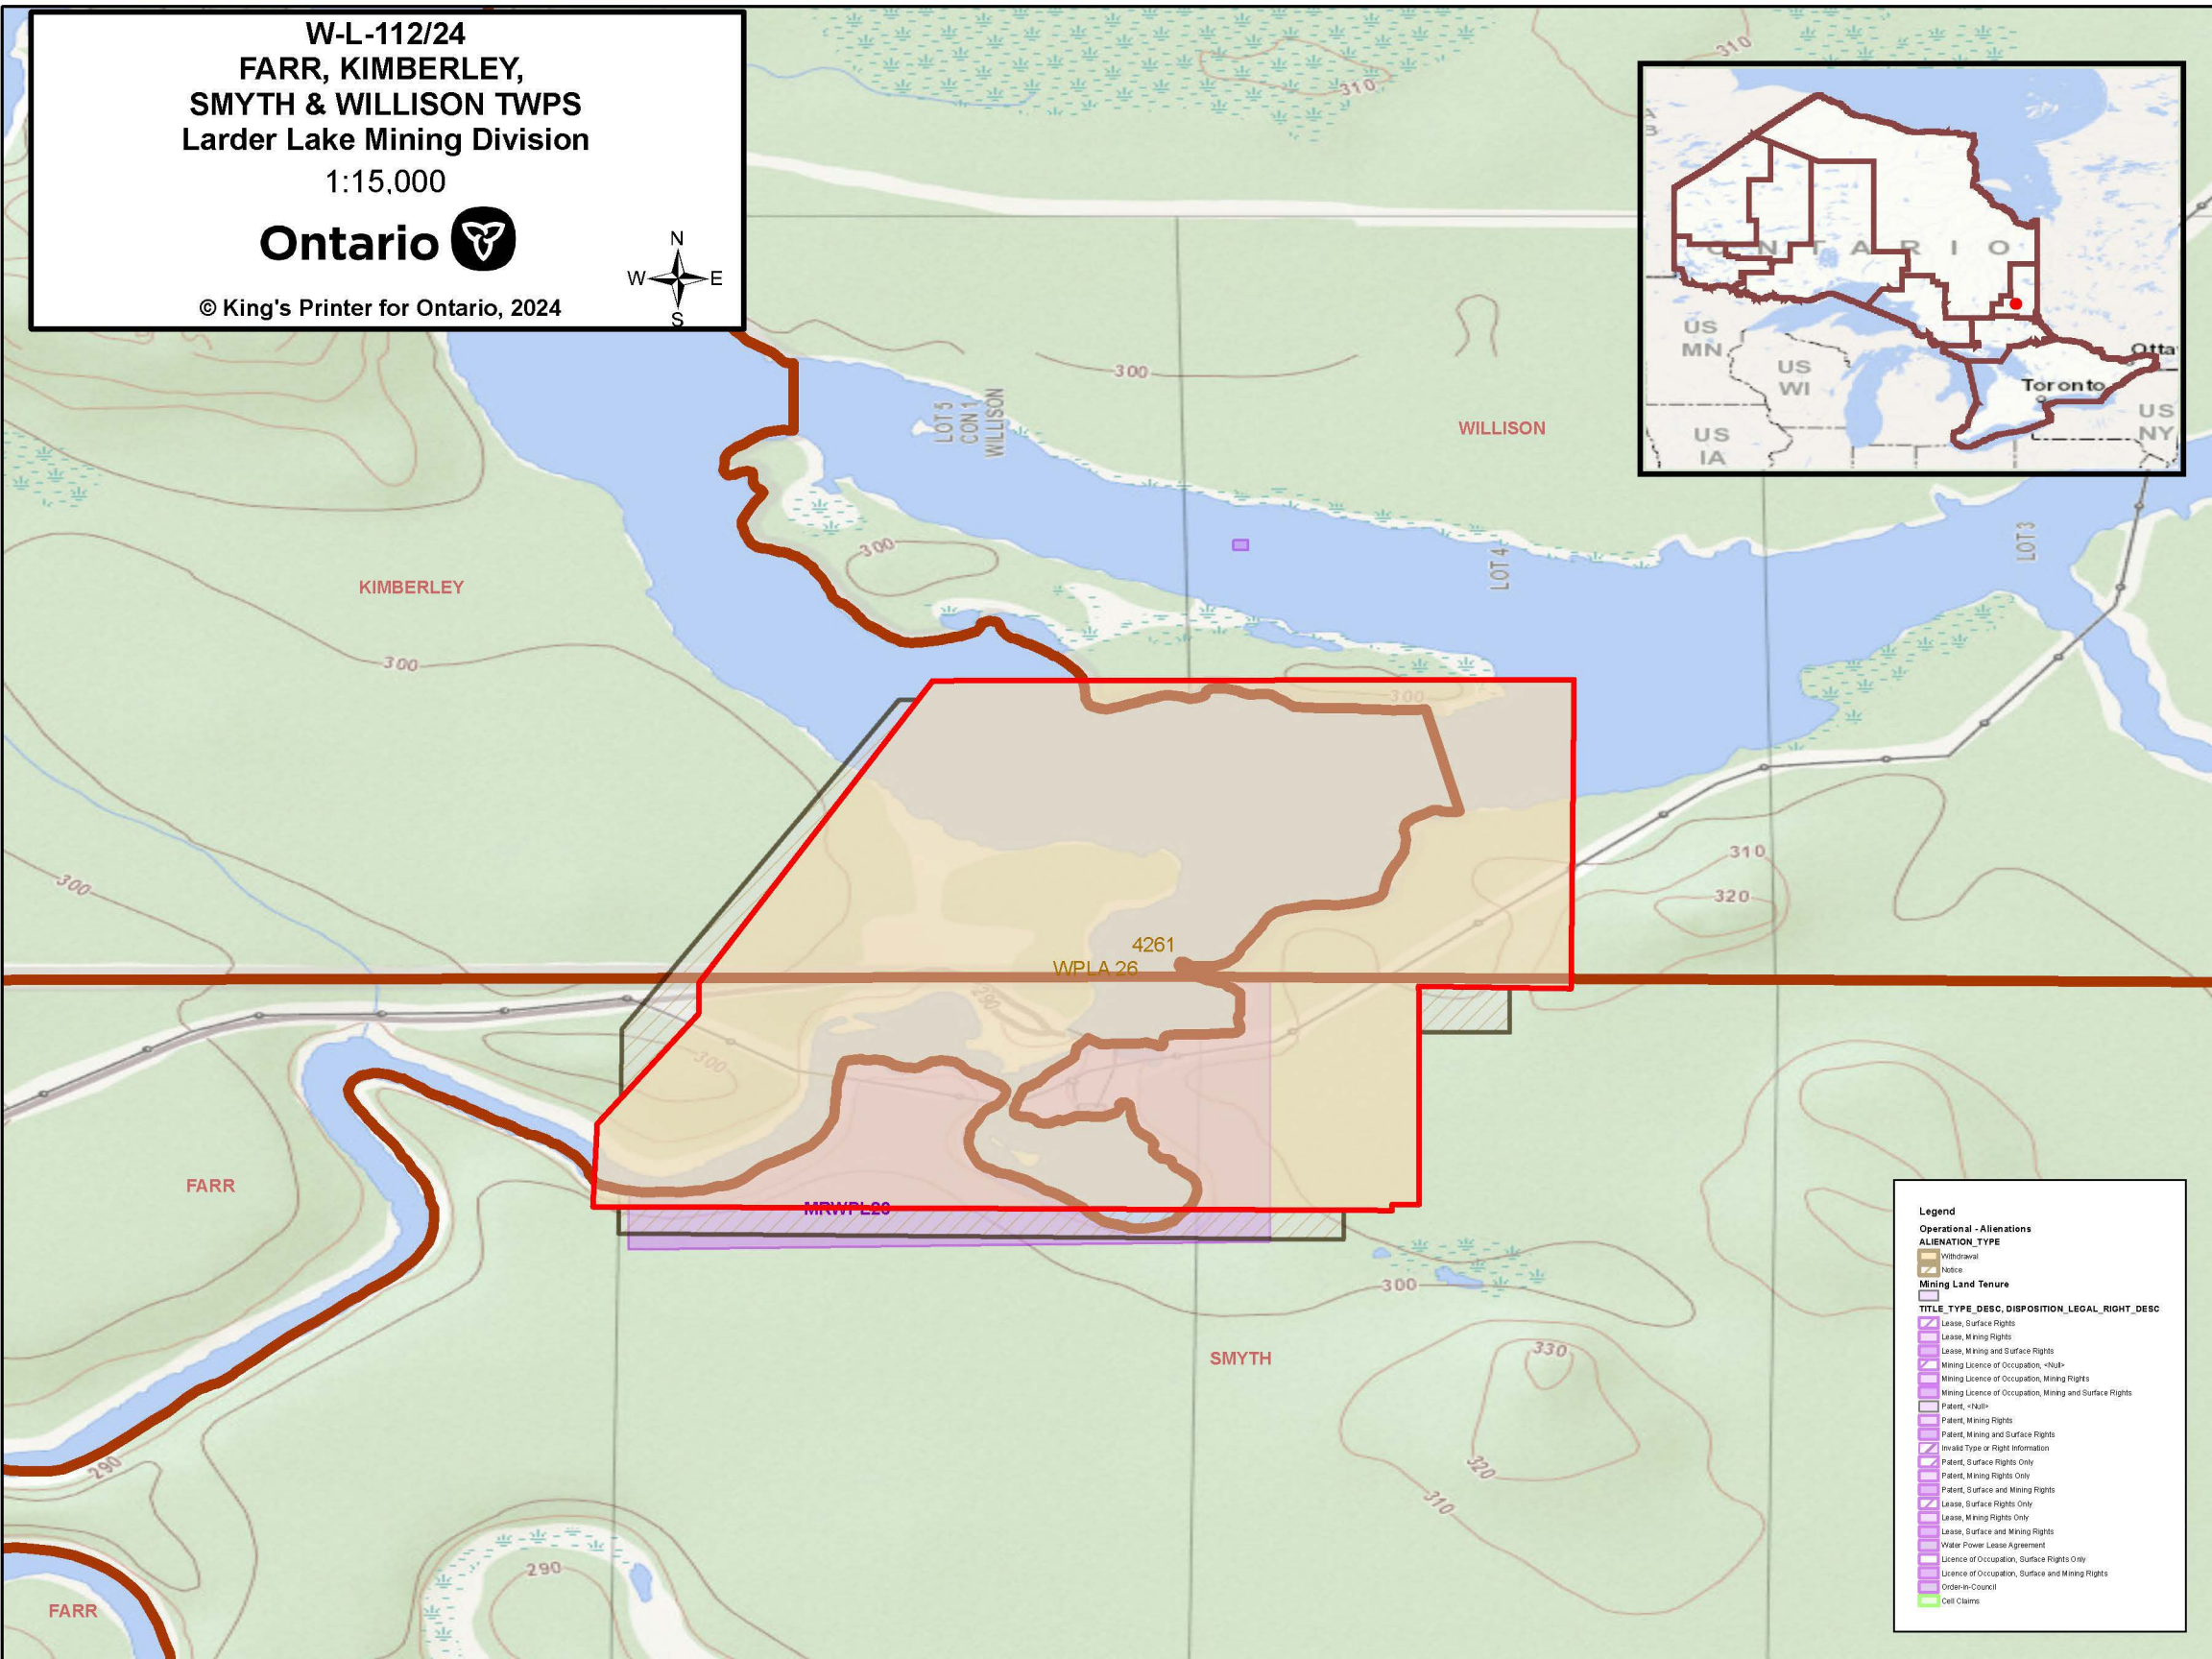 W-L-112/24
FARR, KIMBERLEY,
SMYTH & WILLISON TWPS
Larder Lake Mining Division
1:15,000
Ontario
© King's Printer for Ontario, 2024
N
W E
S
310
310
ONTARIO
US
MN
US
WI
US
IA
Otta
Toronto
US
NY
300
LOT 5
CON 1
WILLISON
WILLISON
300
LOT 4
LOT 3
KIMBERLEY
300
300
310
300
320
4261
WPLA 26
290
300
FARR
MRWPL26
300
SMYTH
330
320
290
310
290
FARR
Legend
Operational - Alienations
ALIENATION_TYPE
Withdrawal
Notice
Mining Land Tenure
TITLE_TYPE_DESC, DISPOSITION_LEGAL_RIGHT_DESC
Lease, Surface Rights
Lease, Mining Rights
Lease, Mining and Surface Rights
Mining Licence of Occupation, <Null>
Mining Licence of Occupation, Mining Rights
Mining Licence of Occupation, Mining and Surface Rights
Patent, <Null>
Patent, Mining Rights
Patent, Mining and Surface Rights
Invalid Type or Right Information
Patent, Surface Rights Only
Patent, Mining Rights Only
Patent, Surface and Mining Rights
Lease, Surface Rights Only
Lease, Mining Rights Only
Lease, Surface and Mining Rights
Water Power Lease Agreement
Licence of Occupation, Surface Rights Only
Licence of Occupation, Surface and Mining Rights
Order-in-Council
Cell Claims